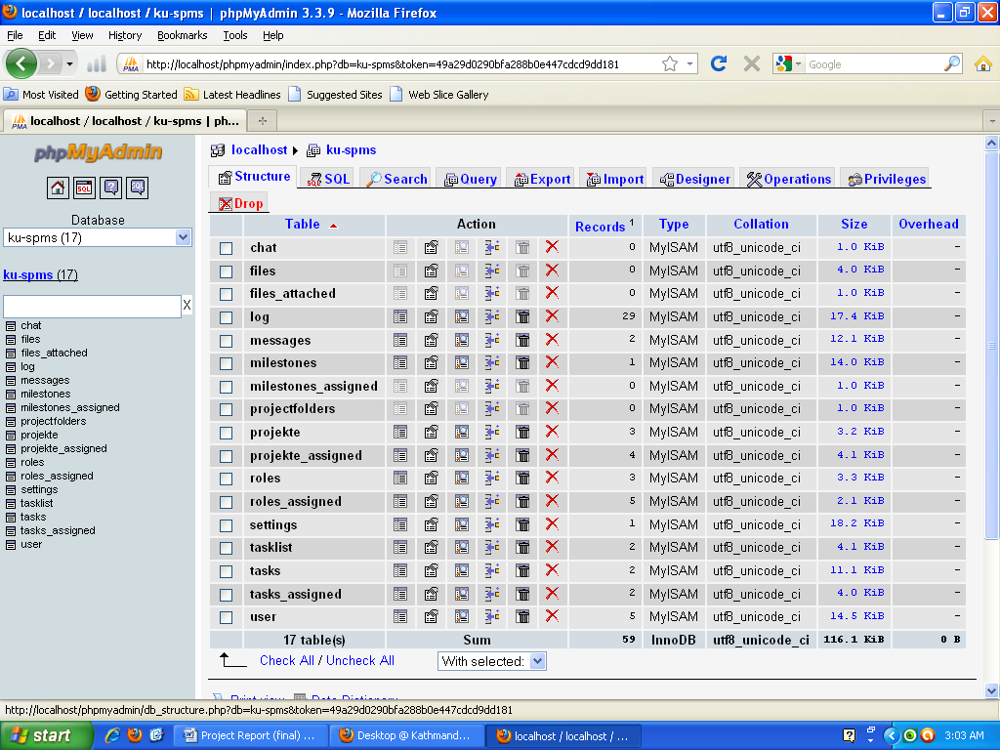 localhost / localhost / ku-spms | phpMyAdmin 3.3.9 - Mozilla Firefox
File Edit View History Bookmarks Tools Help
http://localhost/phpmyadmin/index.php?db=ku-spms&token=49a29d0290bfa288b0e447cdcd9dd181
Google
Most Visited Getting Started Latest Headlines Suggested Sites Web Slice Gallery
localhost / localhost / ku-spms | ph...
phpMyAdmin
Database
ku-spms (17)
ku-spms (17)
X
chat
files
files_attached
log
messages
milestones
milestones_assigned
projectfolders
projekte
projekte_assigned
roles
roles_assigned
settings
tasklist
tasks
tasks_assigned
user
localhost ku-spms
Structure SQL Search Query Export Import Designer Operations Privileges
Drop
Table Action Records 1 Type Collation Size Overhead
chat 0 MyISAM utf8_unicode_ci 1.0 KiB -
files 0 MyISAM utf8_unicode_ci 4.0 KiB -
files_attached 0 MyISAM utf8_unicode_ci 1.0 KiB -
log 29 MyISAM utf8_unicode_ci 17.4 KiB -
messages 2 MyISAM utf8_unicode_ci 12.1 KiB -
milestones 1 MyISAM utf8_unicode_ci 14.0 KiB -
milestones_assigned 0 MyISAM utf8_unicode_ci 1.0 KiB -
projectfolders 0 MyISAM utf8_unicode_ci 1.0 KiB -
projekte 3 MyISAM utf8_unicode_ci 3.2 KiB -
projekte_assigned 4 MyISAM utf8_unicode_ci 4.1 KiB -
roles 3 MyISAM utf8_unicode_ci 3.3 KiB -
roles_assigned 5 MyISAM utf8_unicode_ci 2.1 KiB -
settings 1 MyISAM utf8_unicode_ci 18.2 KiB -
tasklist 2 MyISAM utf8_unicode_ci 4.1 KiB -
tasks 2 MyISAM utf8_unicode_ci 11.1 KiB -
tasks_assigned 2 MyISAM utf8_unicode_ci 4.0 KiB -
user 5 MyISAM utf8_unicode_ci 14.5 KiB -
17 table(s) Sum 59 InnoDB utf8_unicode_ci 116.1 KiB 0 B
Check All / Uncheck All With selected:
Print view Data Dictionary
http://localhost/phpmyadmin/db_structure.php?db=ku-spms&token=49a29d0290bfa288b0e447cdcd9dd181
start Project Report (final) ... Desktop @ Kathmand... localhost / localhost / ... 3:03 AM